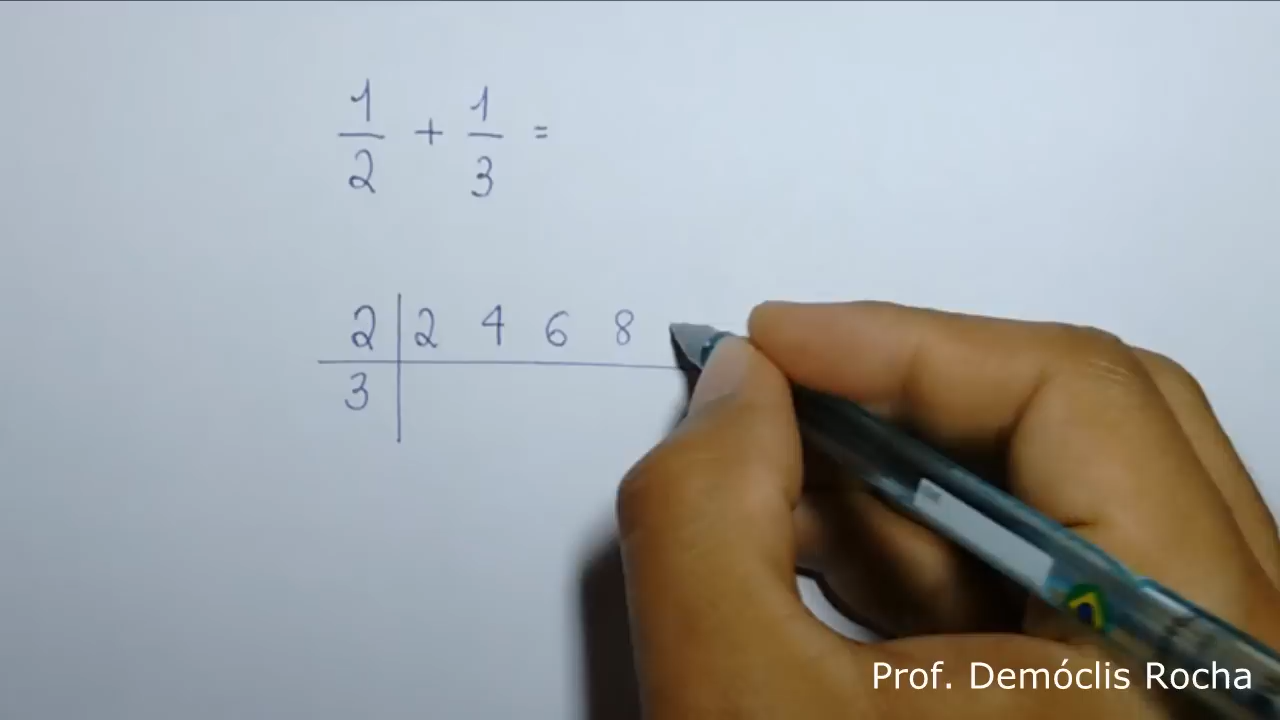 1/2 + 1/3 =
2 | 2 4 6 8
3 |
Prof. Demóclis Rocha